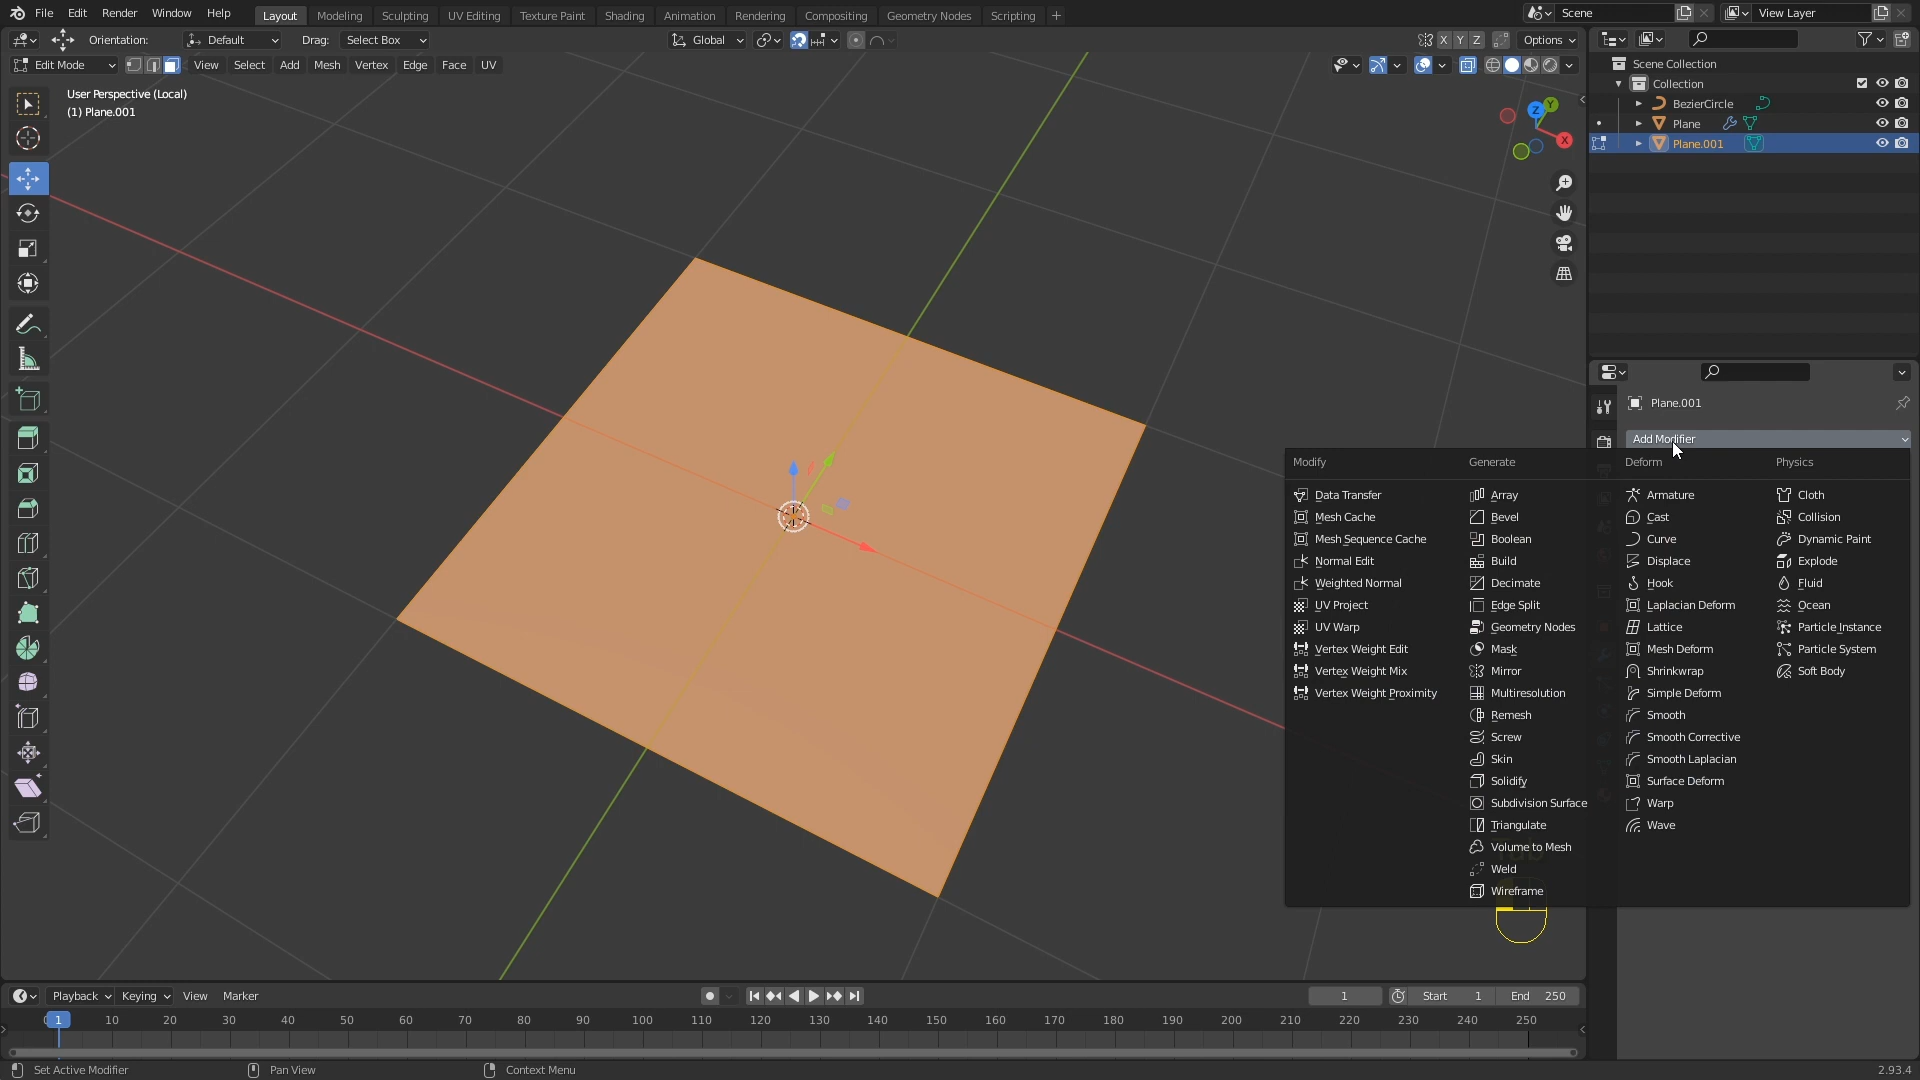 File Edit Render Window Help Layout Modeling Sculpting UV Editing Texture Paint Shading Animation Rendering Compositing Geometry Nodes Scripting + Scene View Layer
Orientation: Default Drag: Select Box Global X Y Z Options
Edit Mode View Select Add Mesh Vertex Edge Face UV
User Perspective (Local)
(1) Plane.001
Z Y X
Scene Collection
Collection
BezierCircle
Plane
Plane.001
Plane.001
Add Modifier
Modify
Data Transfer
Mesh Cache
Mesh Sequence Cache
Normal Edit
Weighted Normal
UV Project
UV Warp
Vertex Weight Edit
Vertex Weight Mix
Vertex Weight Proximity
Generate
Array
Bevel
Boolean
Build
Decimate
Edge Split
Geometry Nodes
Mask
Mirror
Multiresolution
Remesh
Screw
Skin
Solidify
Subdivision Surface
Triangulate
Volume to Mesh
Weld
Wireframe
Deform
Armature
Cast
Curve
Displace
Hook
Laplacian Deform
Lattice
Mesh Deform
Shrinkwrap
Simple Deform
Smooth
Smooth Corrective
Smooth Laplacian
Surface Deform
Warp
Wave
Physics
Cloth
Collision
Dynamic Paint
Explode
Fluid
Ocean
Particle Instance
Particle System
Soft Body
Playback Keying View Marker 1 Start 1 End 250
1 10 20 30 40 50 60 70 80 90 100 110 120 130 140 150 160 170 180 190 200 210 220 230 240 250
Set Active Modifier Pan View Context Menu 2.93.4